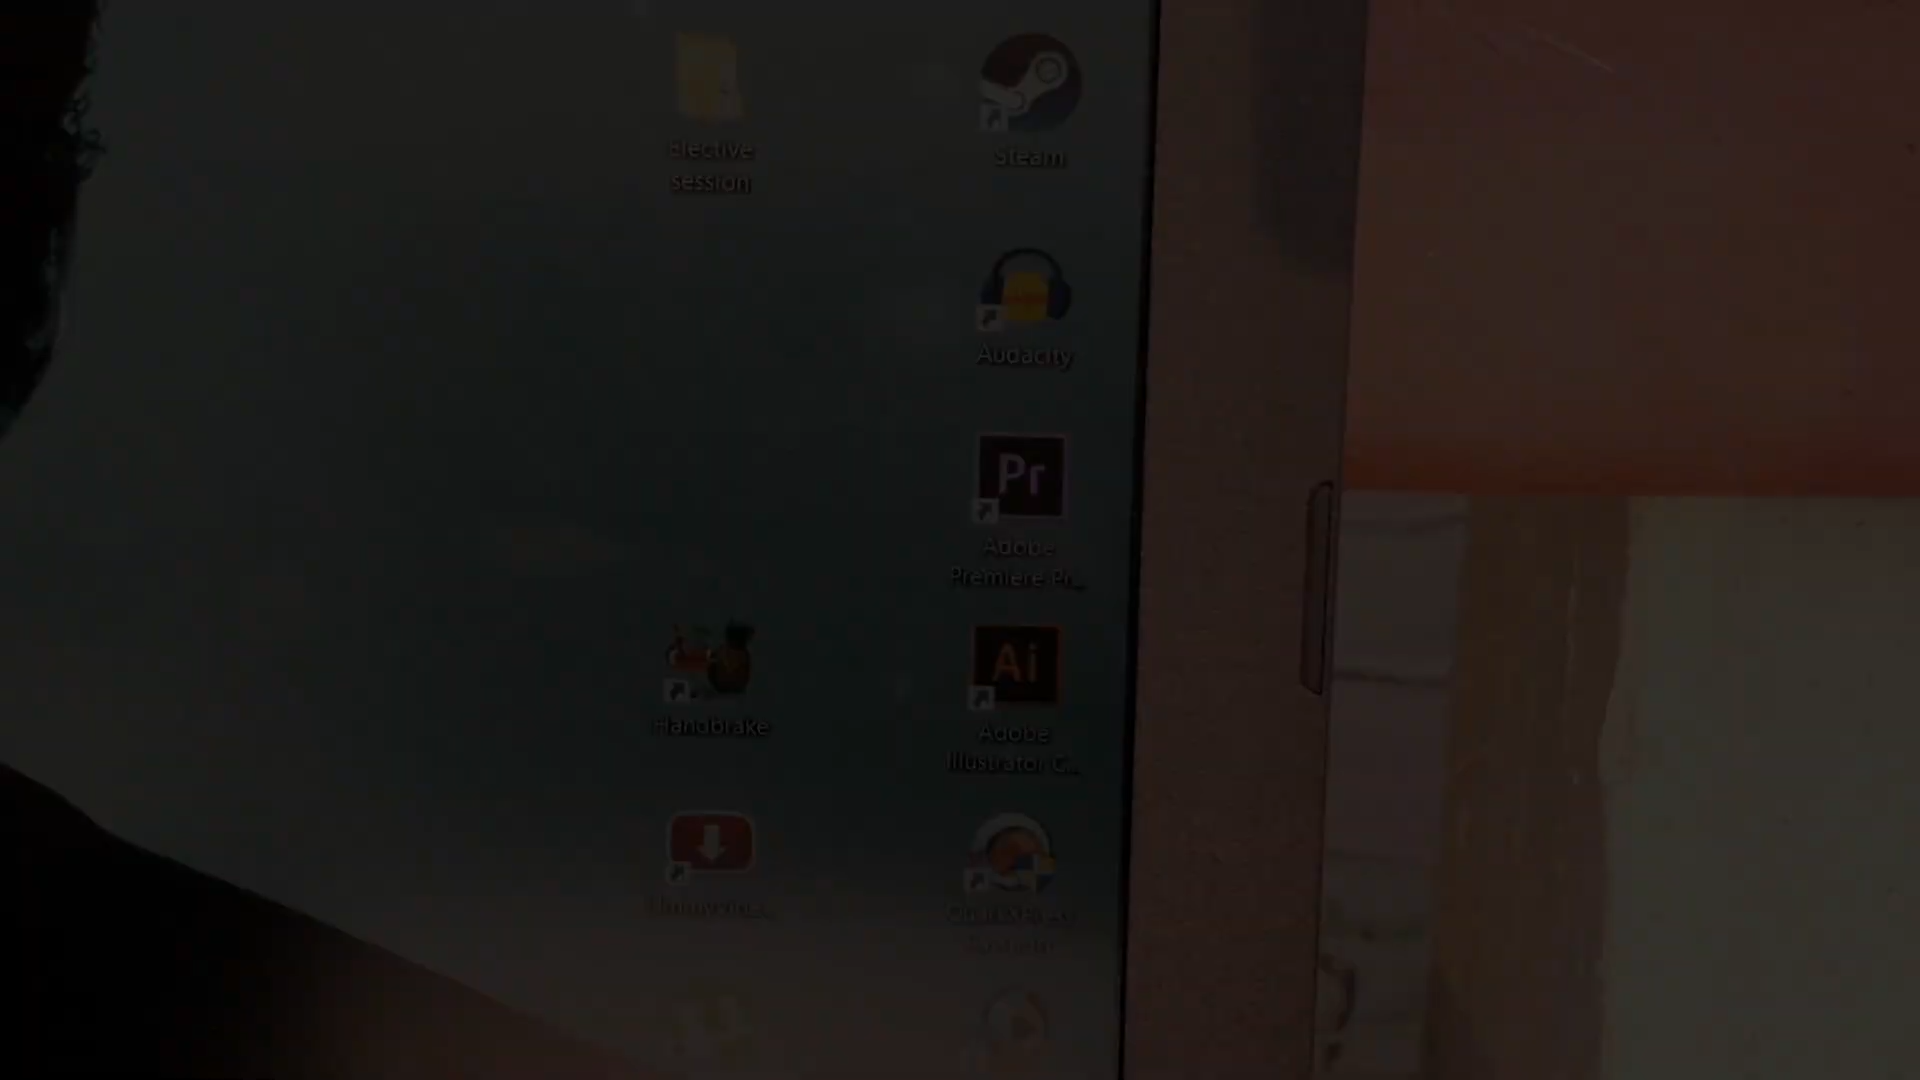 Elective
session
Steam
Audacity
Pr
Adobe
Premiere Pr...
Handbrake
Ai
Adobe
Illustrator C...